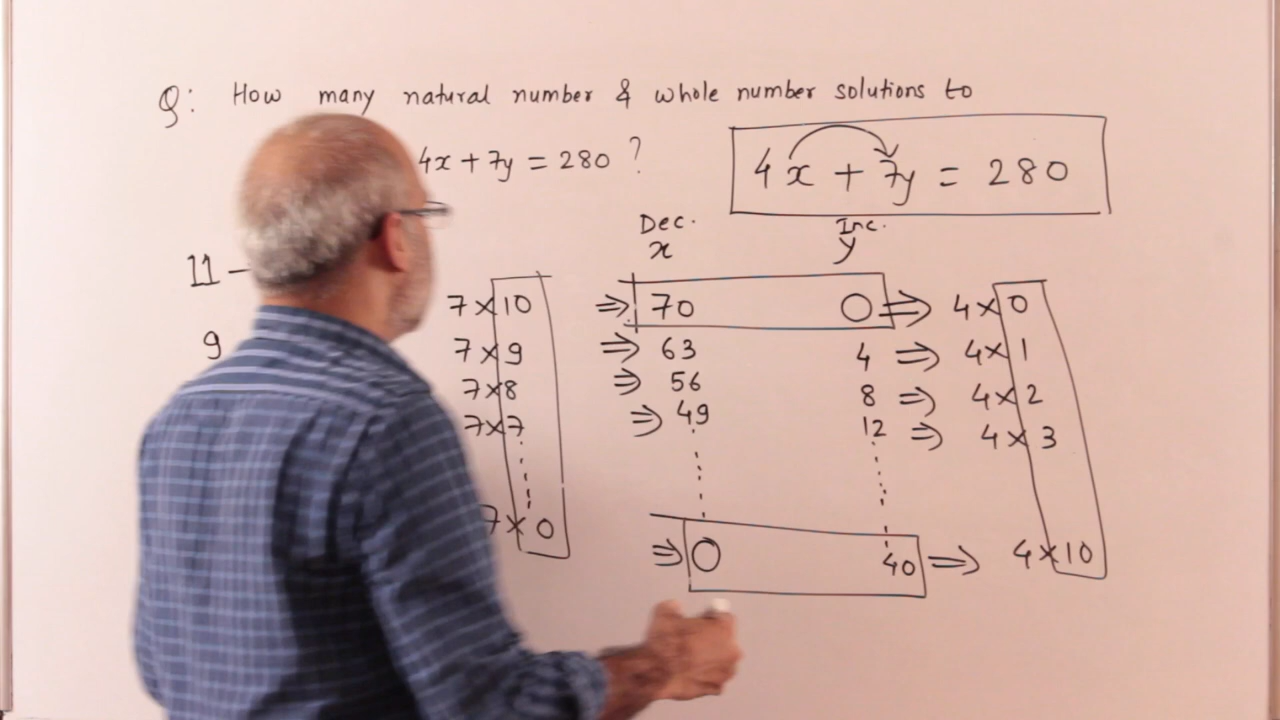 Q: How many natural number & whole number solutions to
4x + 7y = 280 ?
4x + 7y = 280
Dec. Inc.
x y
11 –
7×10 ⇒ 70 0 ⇒ 4×0
9 7×9 ⇒ 63 4 ⇒ 4×1
7×8 ⇒ 56 8 ⇒ 4×2
7×7 ⇒ 49 12 ⇒ 4×3
7×0 ⇒ 0 40 ⇒ 4×10